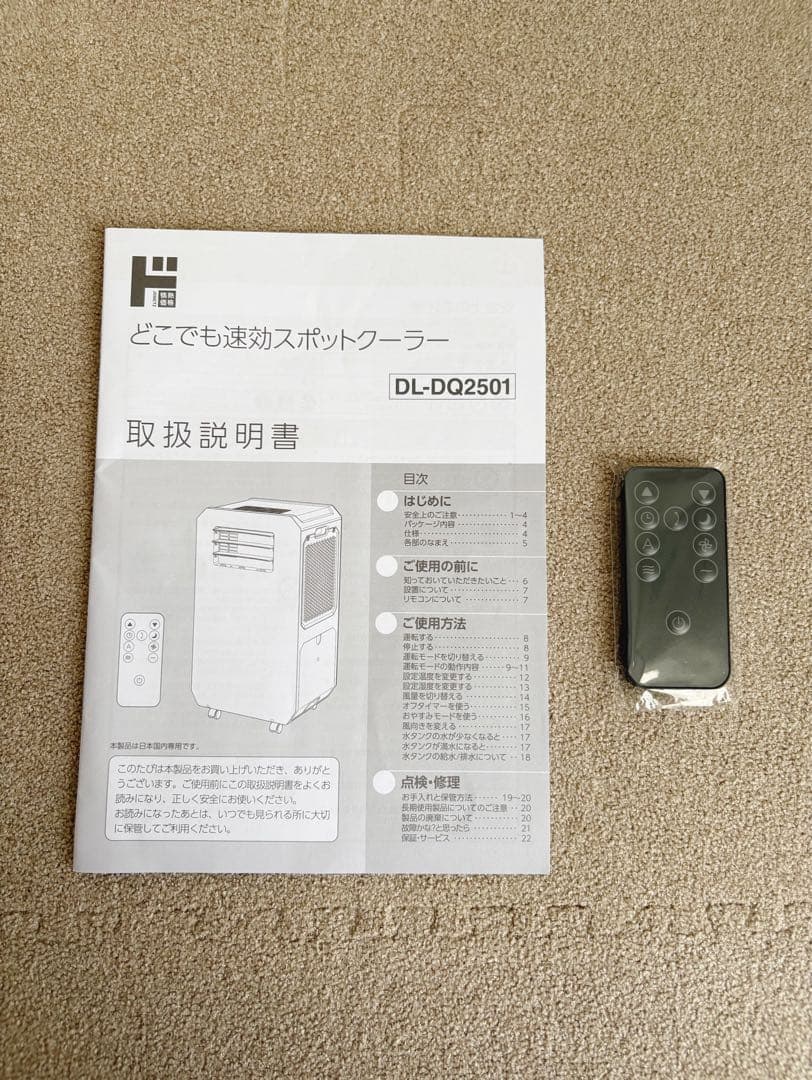 ド
情熱
価格
どこでも速効スポットクーラー
DL-DQ2501
取扱説明書
目次
はじめに
安全上のご注意 1〜4
パッケージ内容 4
仕様 4
各部のなまえ 5
ご使用の前に
知っておいていただきたいこと 6
設置について 7
リモコンについて 7
ご使用方法
運転する 8
停止する 8
運転モードを切り替える 9
運転モードの動作内容 9〜11
設定温度を変更する 12
設定湿度を変更する 13
風量を切り替える 14
オフタイマーを使う 15
おやすみモードを使う 16
風向きを変える 17
水タンクの水が少なくなると 17
水タンクが満水になると 17
水タンクの給水/排水について 18
点検・修理
お手入れと保管方法 19〜20
長期使用製品についてのご注意 20
製品の廃棄について 20
故障かな?と思ったら 21
保証・サービス 22
本製品は日本国内専用です。
このたびは本製品をお買い上げいただき、ありがと
うございます。ご使用前にこの取扱説明書をよくお
読みになり、正しく安全にお使いください。
お読みになったあとは、いつでも見られる所に大切
に保管してご利用ください。
A
A